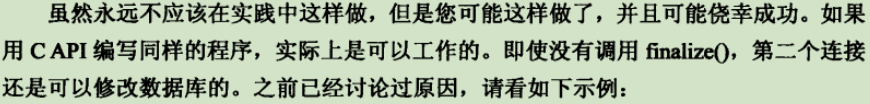 虽然永远不应该在实践中这样做，但是您可能这样做了，并且可能侥幸成功。如果
用 C API 编写同样的程序，实际上是可以工作的。即使没有调用 finalize()，第二个连接
还是可以修改数据库的。之前已经讨论过原因，请看如下示例：